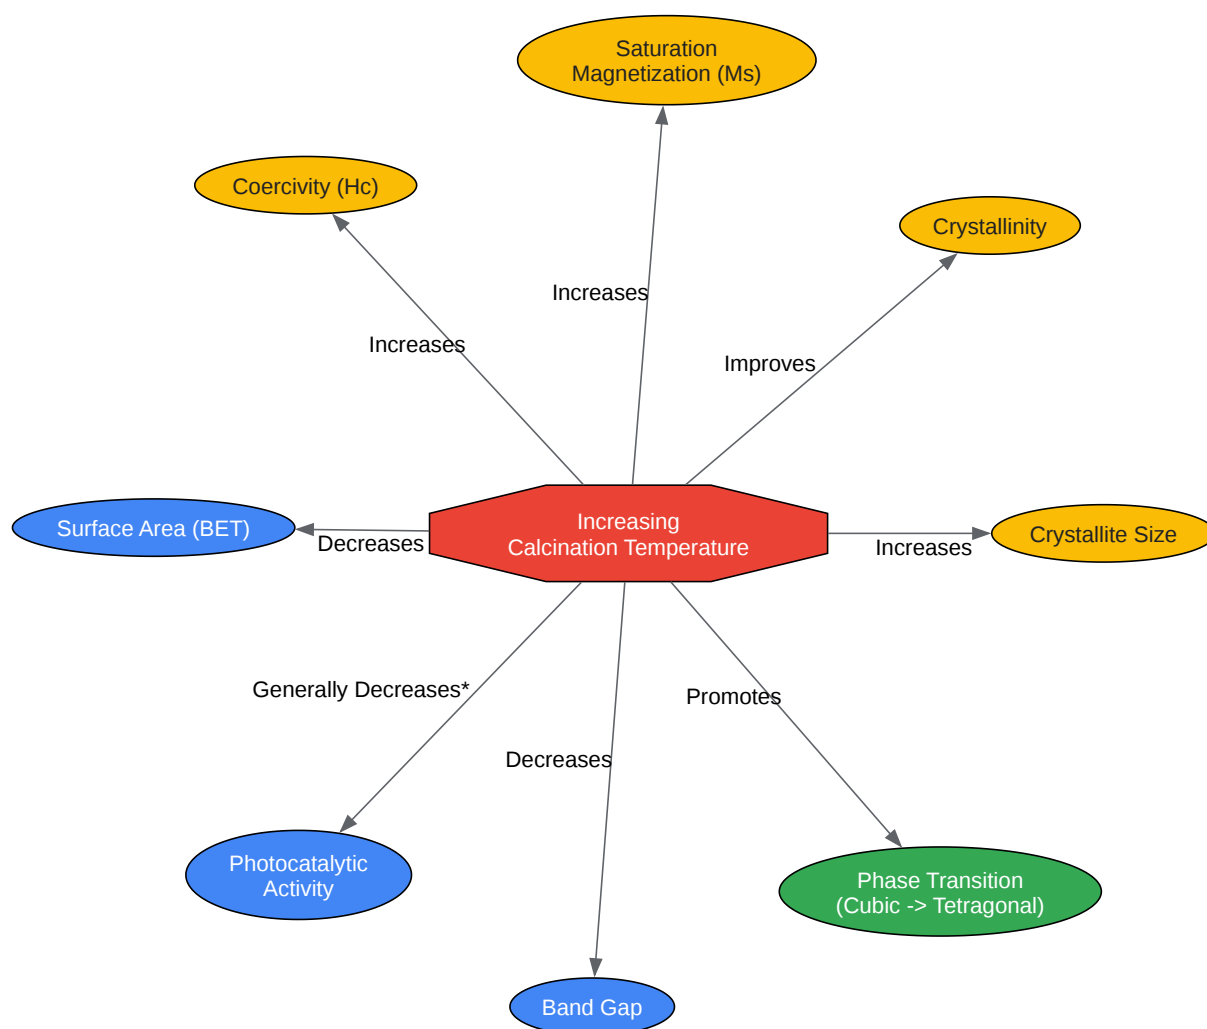 Saturation
Magnetization (Ms)
Coercivity (Hc)
Crystallinity
Increases
Increases
Improves
Surface Area (BET)
Decreases
Increasing
Calcination Temperature
Increases
Crystallite Size
Generally Decreases*
Promotes
Decreases
Photocatalytic
Activity
Phase Transition
(Cubic -> Tetragonal)
Band Gap